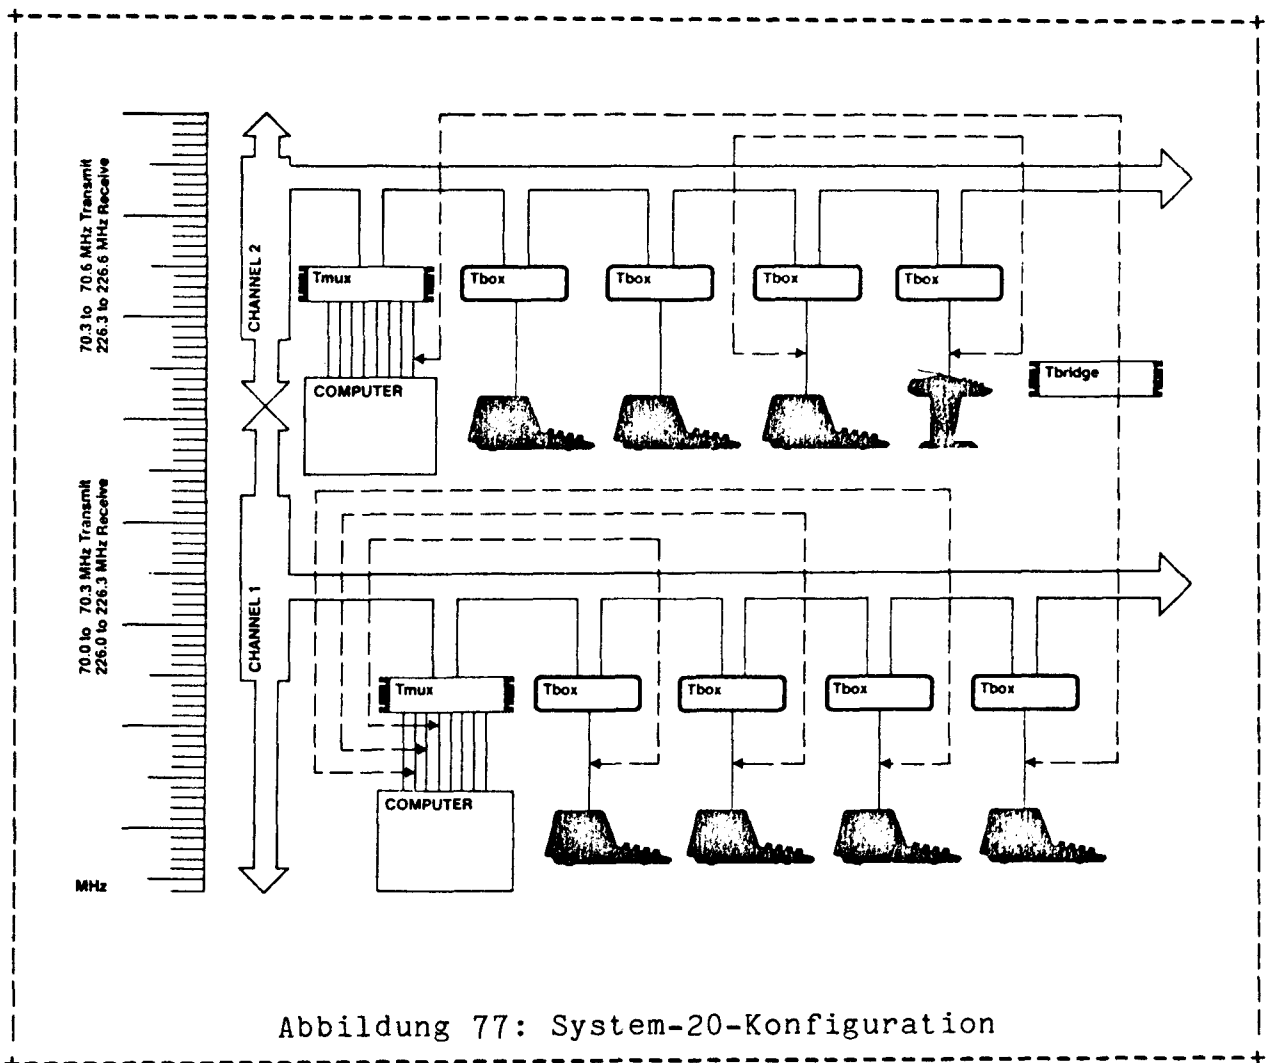 70.3 to 70.6 MHz Transmit
226.3 to 226.6 MHz Receive
CHANNEL 2
Tmux
Tbox
Tbox
Tbox
Tbox
COMPUTER
Tbridge
70.0 to 70.3 MHz Transmit
226.0 to 226.3 MHz Receive
CHANNEL 1
Tmux
Tbox
Tbox
Tbox
Tbox
COMPUTER
MHz
Abbildung 77: System-20-Konfiguration